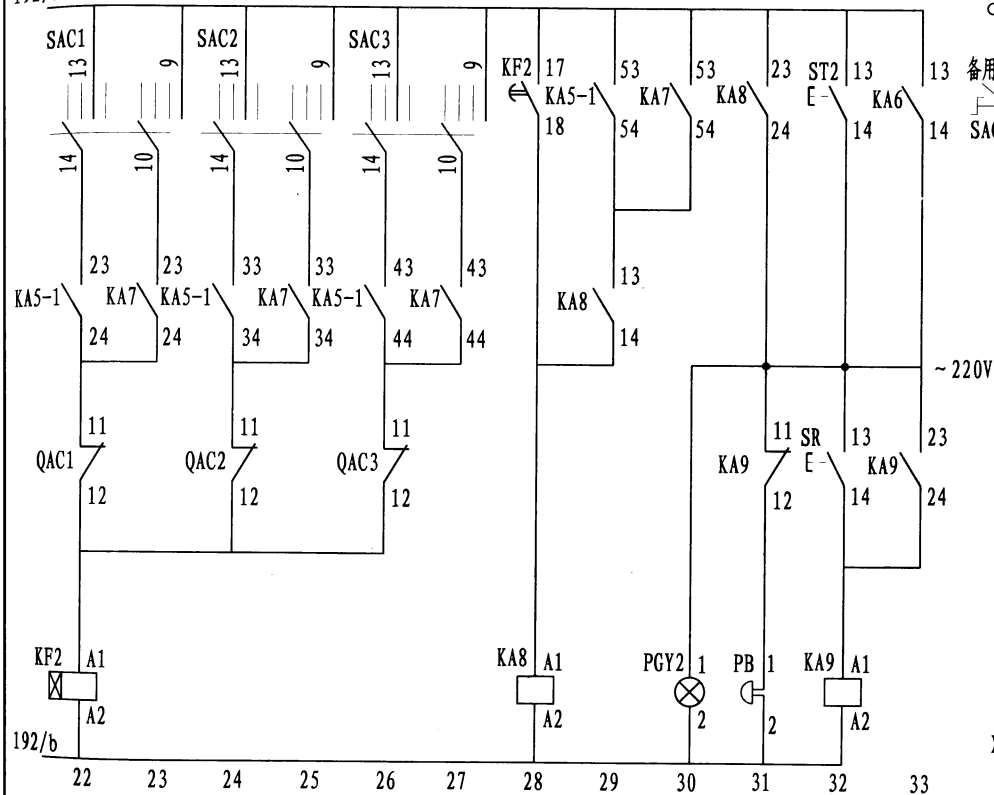 SAC1 13 9 SAC2 13 9 SAC3 13 9
KF2 17 53 53 23 ST2 13 13 备用
KA5-1 KA7 KA8 E KA6
18 54 54 24 14 14 SAC
14 10 14 10 14 10
23 23 33 33 43 43 13
KA5-1 KA7 KA5-1 KA7 KA5-1 KA7 KA8
24 24 34 34 44 44 14
~220V
11 11 11 11 SR 13 23
QAC1 QAC2 QAC3 KA9 E KA9
12 12 12 12 14 24
KF2 A1 KA8 A1 PGY2 1 PB 1 KA9 A1
A2 A2 2 2 A2
192/b
22 23 24 25 26 27 28 29 30 31 32 33